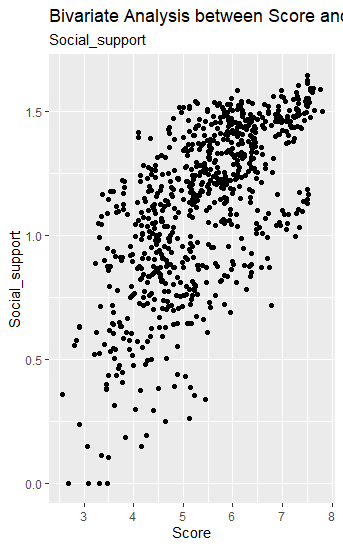 Bivariate Analysis between Score and
Social_support
1.5
1.0
0.5
0.0
Social_support
3 4 5 6 7 8
Score